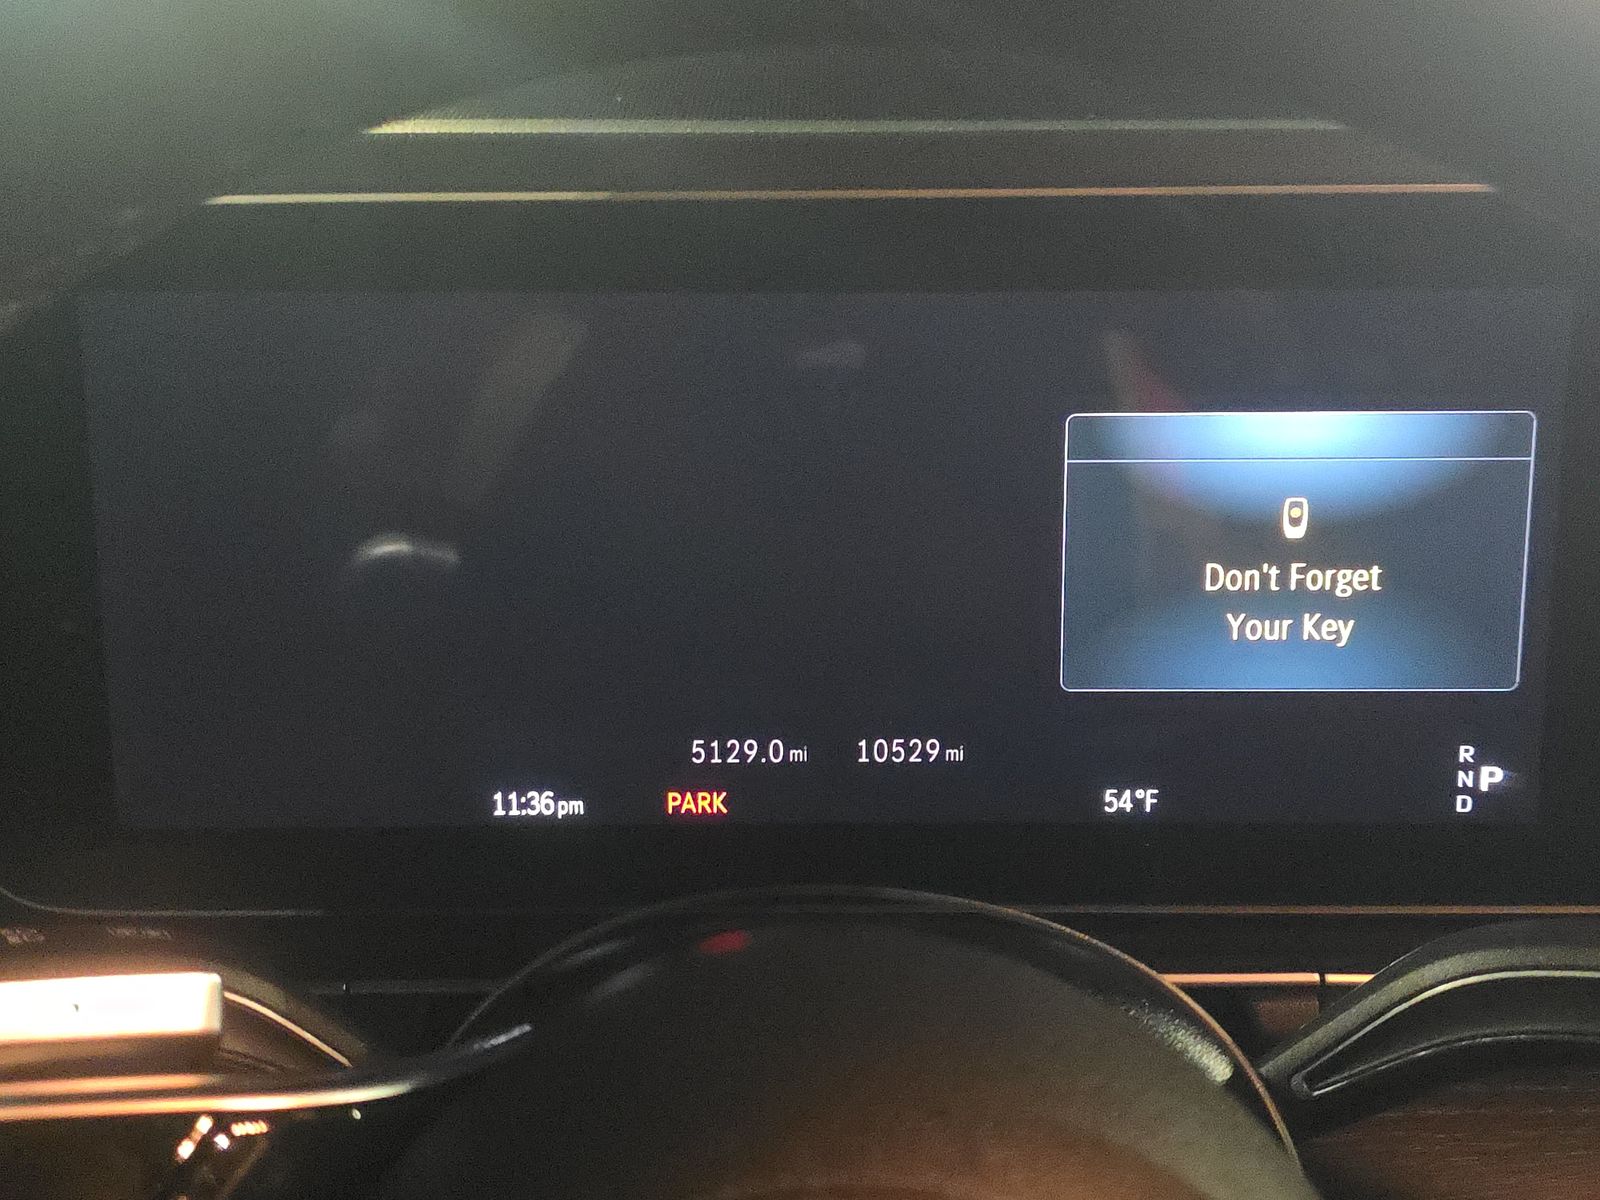 Don't Forget
Your Key
5129.0 mi 10529 mi
R
N P
D
11:36 pm PARK 54°F